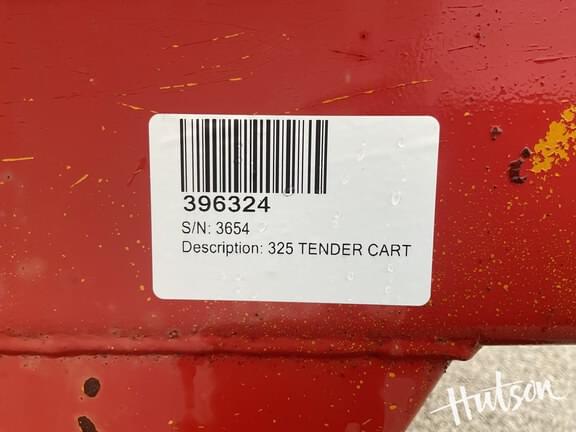 396324
S/N: 3654
Description: 325 TENDER CART
Hutson